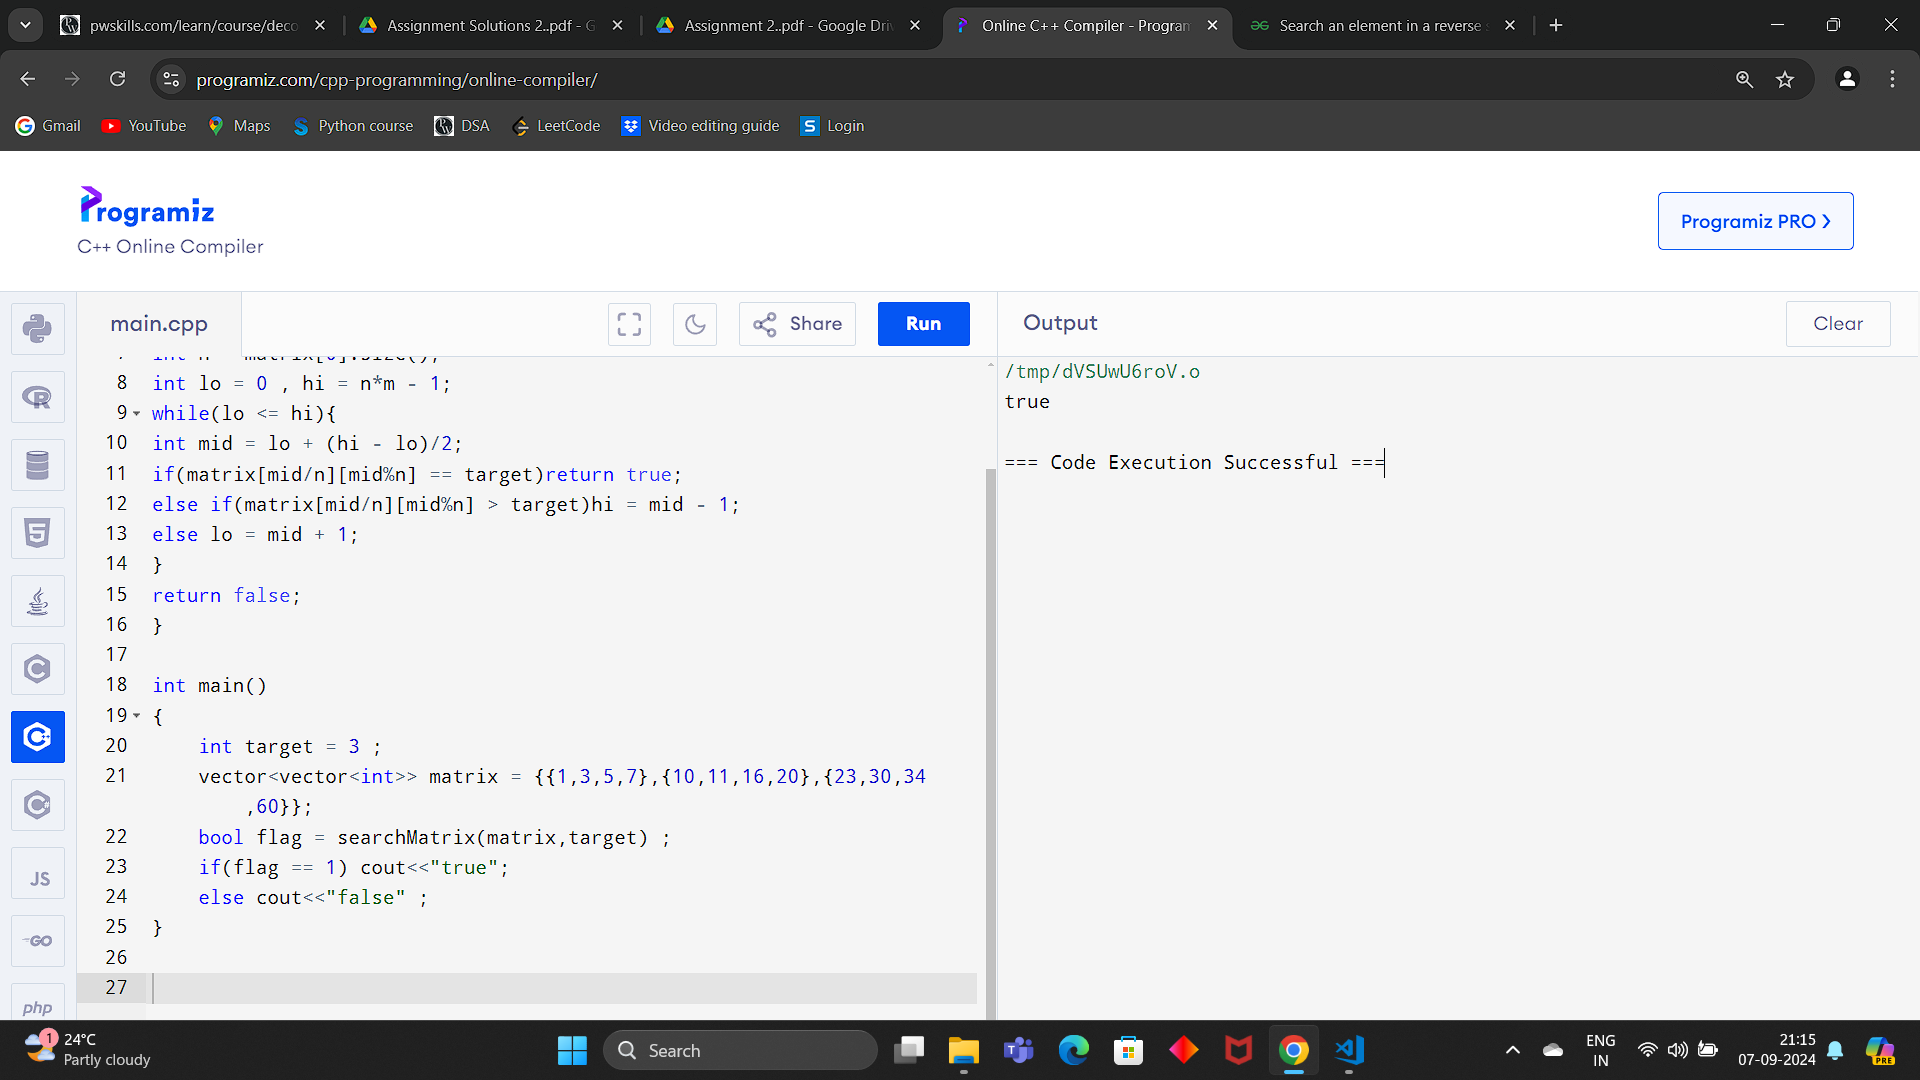 pwskills.com/learn/course/deco
Assignment Solutions 2..pdf - G
Assignment 2..pdf - Google Driv
Online C++ Compiler - Program
Search an element in a reverse s
programiz.com/cpp-programming/online-compiler/
Gmail
YouTube
Maps
Python course
DSA
LeetCode
Video editing guide
Login
Programiz
C++ Online Compiler
Programiz PRO
main.cpp
Share
Run
Output
Clear
8 int lo = 0 , hi = n*m - 1;
9 while(lo <= hi){
10 int mid = lo + (hi - lo)/2;
11 if(matrix[mid/n][mid%n] == target)return true;
12 else if(matrix[mid/n][mid%n] > target)hi = mid - 1;
13 else lo = mid + 1;
14 }
15 return false;
16 }
17
18 int main()
19 {
20 int target = 3 ;
21 vector<vector<int>> matrix = {{1,3,5,7},{10,11,16,20},{23,30,34
,60}};
22 bool flag = searchMatrix(matrix,target) ;
23 if(flag == 1) cout<<"true";
24 else cout<<"false" ;
25 }
26
27
/tmp/dVSUwU6roV.o
true
=== Code Execution Successful ===
JS
GO
php
1
24°C
Partly cloudy
Search
ENG
IN
21:15
07-09-2024
PRE